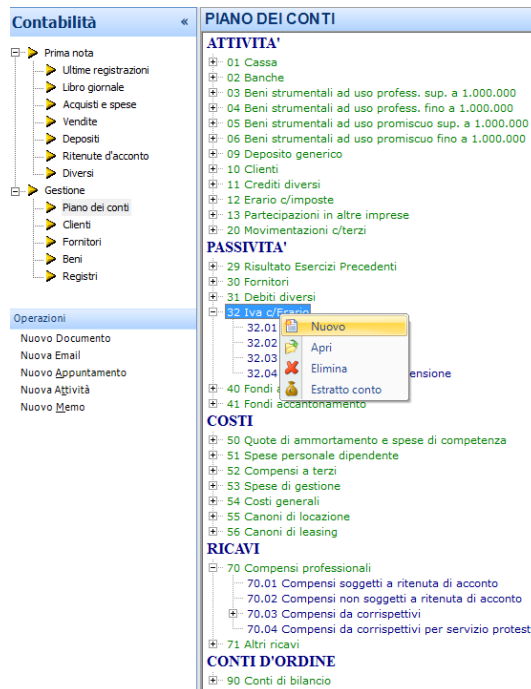 Contabilità «
Prima nota
Ultime registrazioni
Libro giornale
Acquisti e spese
Vendite
Depositi
Ritenute d'acconto
Diversi
Gestione
Piano dei conti
Clienti
Fornitori
Beni
Registri
Operazioni
Nuovo Documento
Nuova Email
Nuovo Appuntamento
Nuova Attività
Nuovo Memo
PIANO DEI CONTI
ATTIVITA'
01 Cassa
02 Banche
03 Beni strumentali ad uso profess. sup. a 1.000.000
04 Beni strumentali ad uso profess. fino a 1.000.000
05 Beni strumentali ad uso promiscuo sup. a 1.000.000
06 Beni strumentali ad uso promiscuo fino a 1.000.000
09 Deposito generico
10 Clienti
11 Crediti diversi
12 Erario c/imposte
13 Partecipazioni in altre imprese
20 Movimentazioni c/terzi
PASSIVITA'
29 Risultato Esercizi Precedenti
30 Fornitori
31 Debiti diversi
32 Iva c/Erario
32.01
32.02
32.03
32.04 ensione
Nuovo
Apri
Elimina
Estratto conto
40 Fondi
41 Fondi accantonamento
COSTI
50 Quote di ammortamento e spese di competenza
51 Spese personale dipendente
52 Compensi a terzi
53 Spese di gestione
54 Costi generali
55 Canoni di locazione
56 Canoni di leasing
RICAVI
70 Compensi professionali
70.01 Compensi soggetti a ritenuta di acconto
70.02 Compensi non soggetti a ritenuta di acconto
70.03 Compensi da corrispettivi
70.04 Compensi da corrispettivi per servizio protest
71 Altri ricavi
CONTI D'ORDINE
90 Conti di bilancio